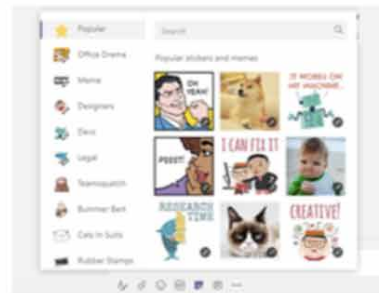 Popular
Search
Office Drama
Popular stickers and memes
Meme
OH
YEAH!
IT WORKS ON
MY MACHINE...
Designers
Devs
PSSST!
I CAN FIX IT
Legal
Teamsquatch
Bummer Bert
RESEARCH
TIME
CREATIVE!
Cats In Suits
Rubber Stamps